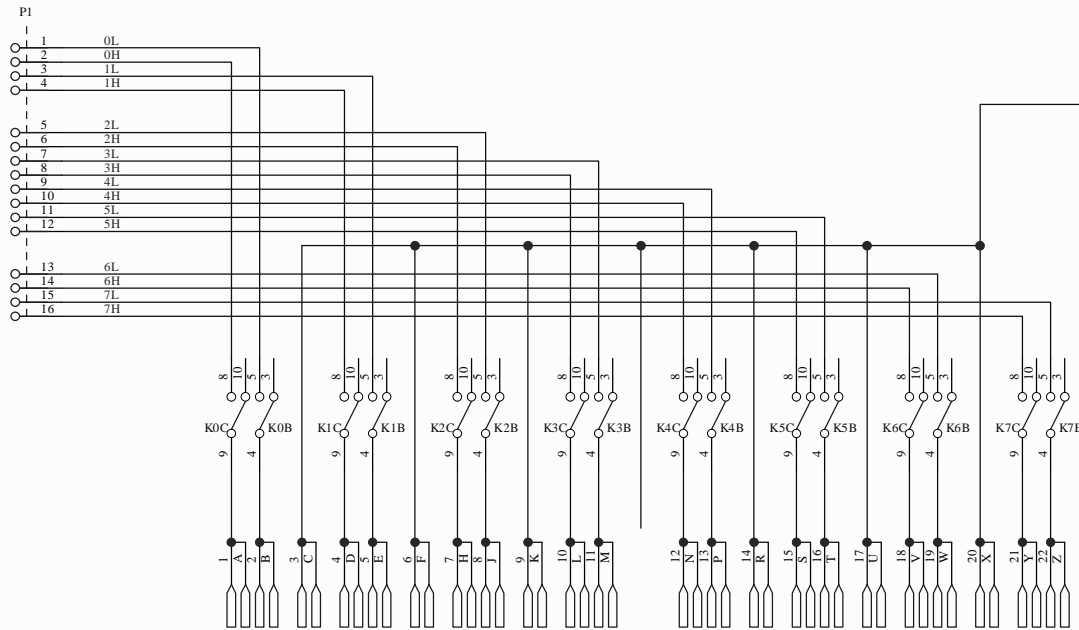 P1
1 0L
2 0H
3 1L
4 1H
5 2L
6 2H
7 3L
8 3H
9 4L
10 4H
11 5L
12 5H
13 6L
14 6H
15 7L
16 7H
8 10 5 3 8 10 5 3 8 10 5 3 8 10 5 3 8 10 5 3 8 10 5 3 8 10 5 3 8 10 5 3
K0C K0B K1C K1B K2C K2B K3C K3B K4C K4B K5C K5B K6C K6B K7C K7B
9 4 9 4 9 4 9 4 9 4 9 4 9 4 9 4
1 A 2 B 3 C 4 D 5 E 6 F 7 H 8 J 9 K 10 L 11 M 12 N 13 P 14 R 15 S 16 T 17 U 18 V 19 W 20 X 21 Y 22 Z